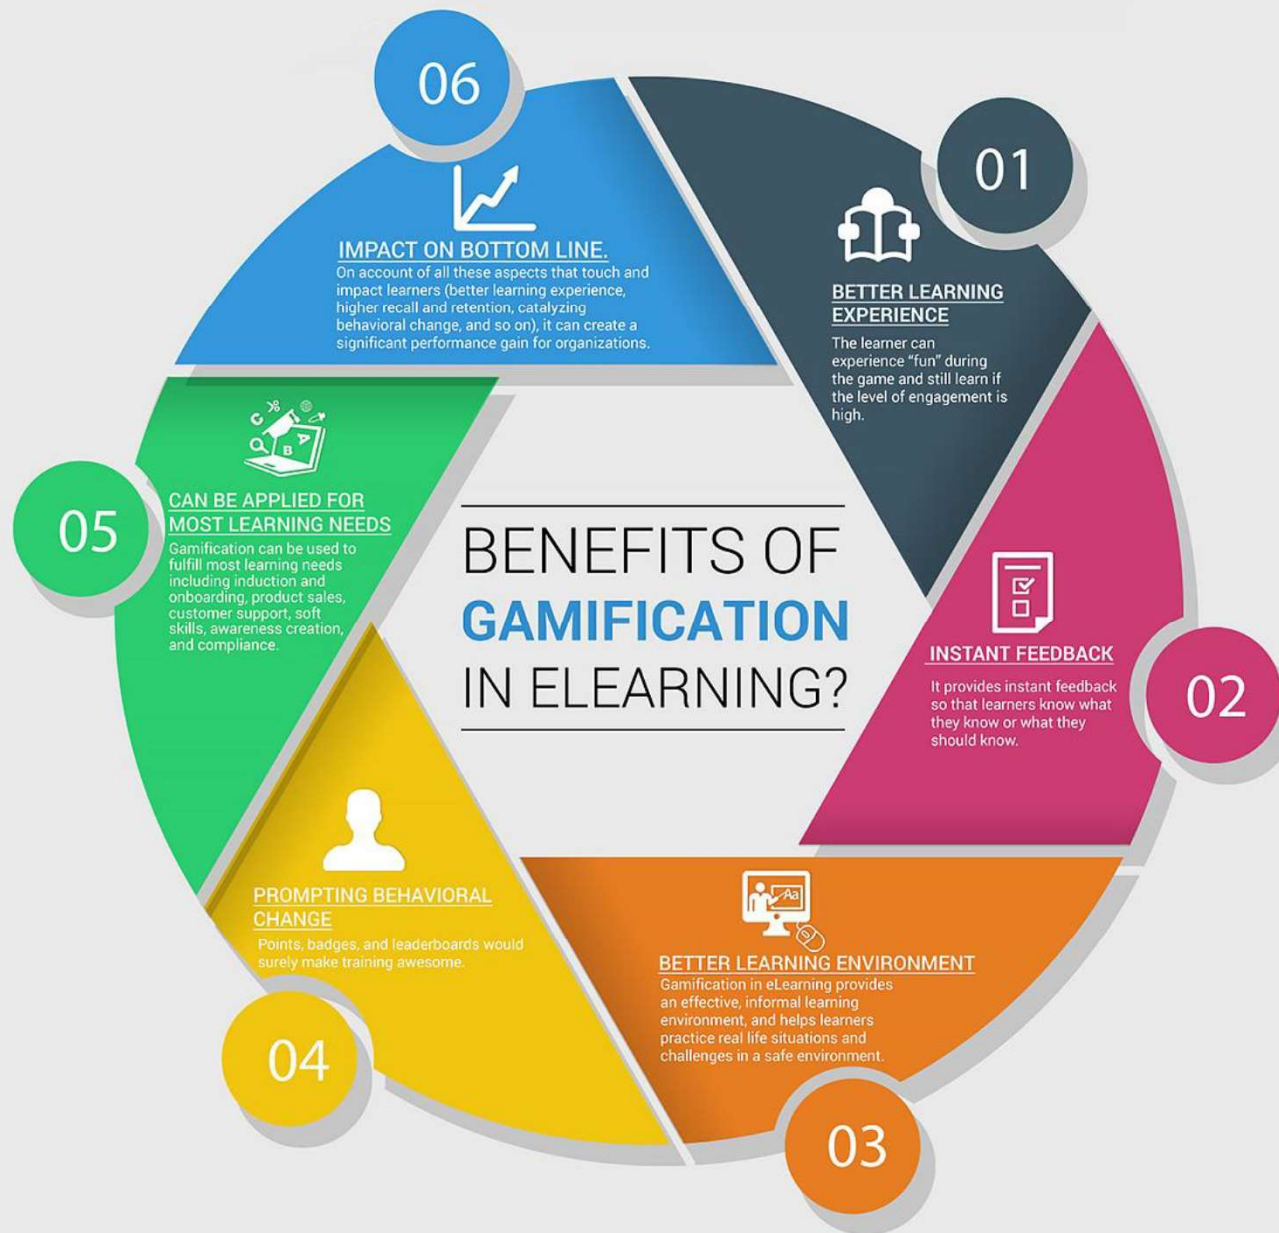 BENEFITS OF
GAMIFICATION
IN ELEARNING?
01
BETTER LEARNING
EXPERIENCE
The learner can
experience “fun” during
the game and still learn if
the level of engagement is
high.
02
INSTANT FEEDBACK
It provides instant feedback
so that learners know what
they know or what they
should know.
03
Aa
BETTER LEARNING ENVIRONMENT
Gamification in eLearning provides
an effective, informal learning
environment, and helps learners
practice real life situations and
challenges in a safe environment.
04
PROMPTING BEHAVIORAL
CHANGE
Points, badges, and leaderboards would
surely make training awesome.
05
C
A
B
CAN BE APPLIED FOR
MOST LEARNING NEEDS
Gamification can be used to
fulfill most learning needs
including induction and
onboarding, product sales,
customer support, soft
skills, awareness creation,
and compliance.
06
IMPACT ON BOTTOM LINE.
On account of all these aspects that touch and
impact learners (better learning experience,
higher recall and retention, catalyzing
behavioral change, and so on), it can create a
significant performance gain for organizations.